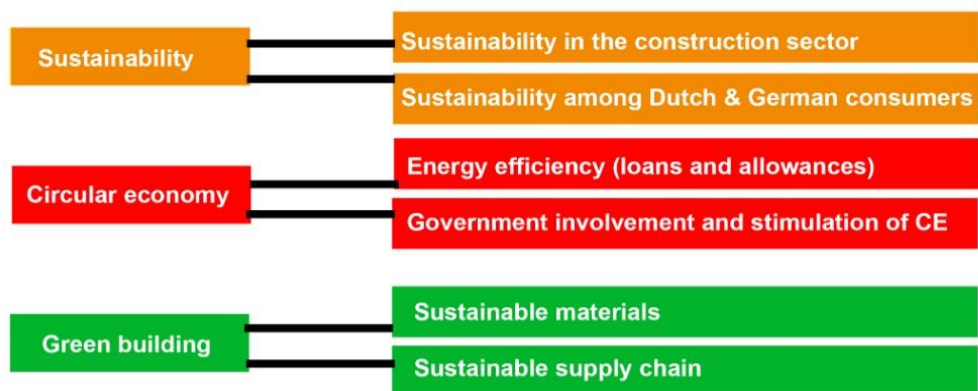 Sustainability
Sustainability in the construction sector
Sustainability among Dutch & German consumers
Circular economy
Energy efficiency (loans and allowances)
Government involvement and stimulation of CE
Green building
Sustainable materials
Sustainable supply chain